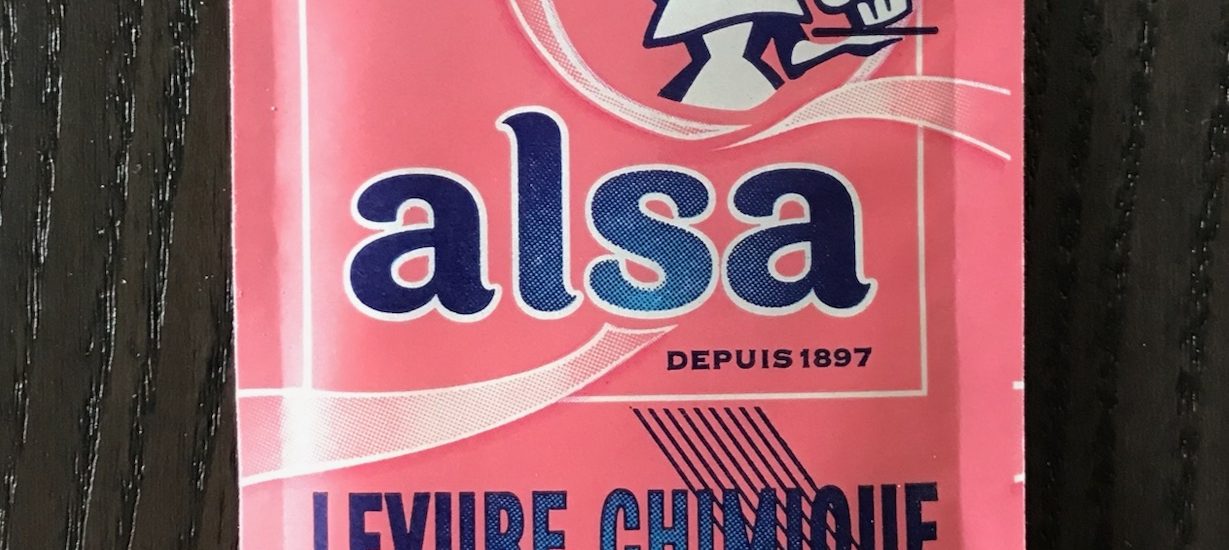 alsa
DEPUIS 1897
LEVURE CHIMIQUE